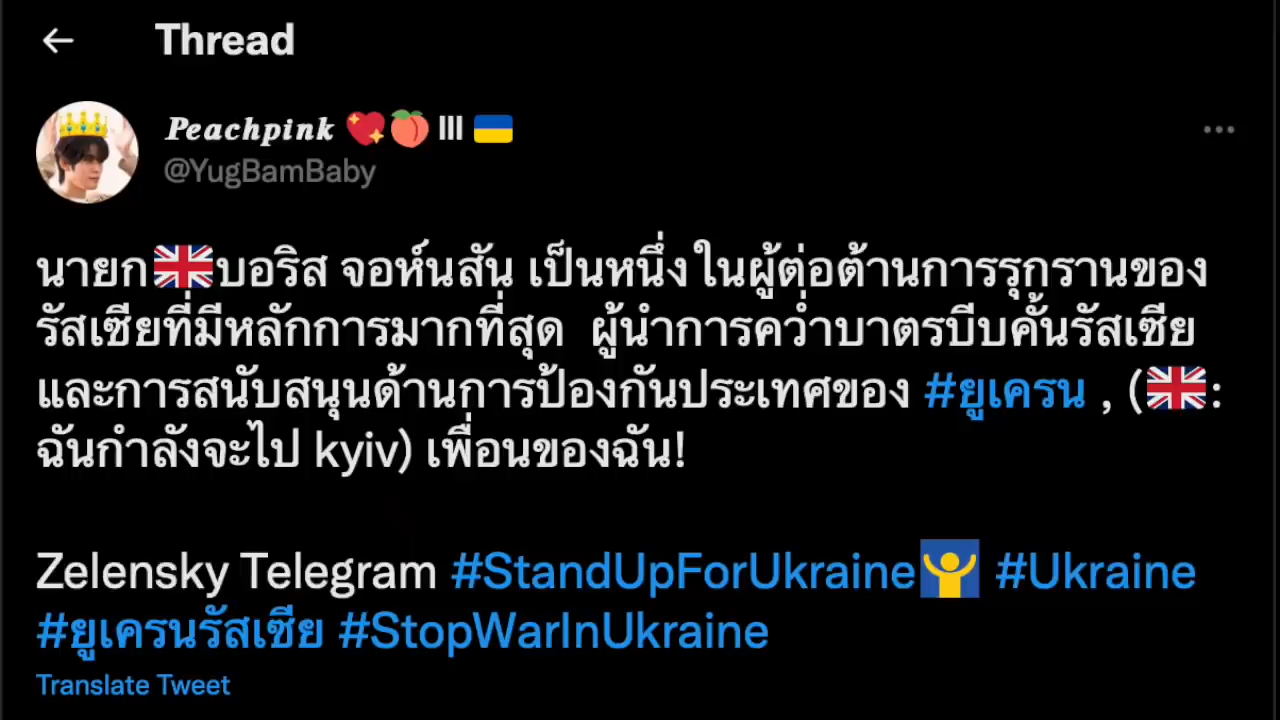 Thread
Peachpink 💖🍑III 🇺🇦
@YugBamBaby
นายก🇬🇧บอริส จอห์นสัน เป็นหนึ่งในผู้ต่อต้านการรุกรานของ
รัสเซียที่มีหลักการมากที่สุด ผู้นำการคว่ำบาตรบีบคั้นรัสเซีย
และการสนับสนุนด้านการป้องกันประเทศของ #ยูเครน , (🇬🇧:
ฉันกำลังจะไป kyiv) เพื่อนของฉัน!
Zelensky Telegram #StandUpForUkraine #Ukraine
#ยูเครนรัสเซีย #StopWarInUkraine
Translate Tweet